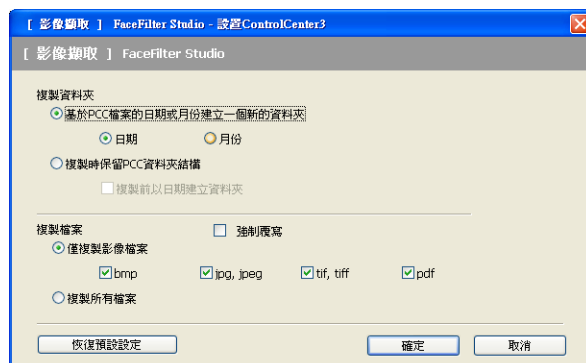 [ 影像擷取 ] FaceFilter Studio - 設置ControlCenter3
[ 影像擷取 ] FaceFilter Studio
複製資料夾
基於PCC檔案的日期或月份建立一個新的資料夾
日期 月份
複製時保留PCC資料夾結構
複製前以日期建立資料夾
複製檔案 強制覆寫
僅複製影像檔案
bmp jpg, jpeg tif, tiff pdf
複製所有檔案
恢復預設設定 確定 取消